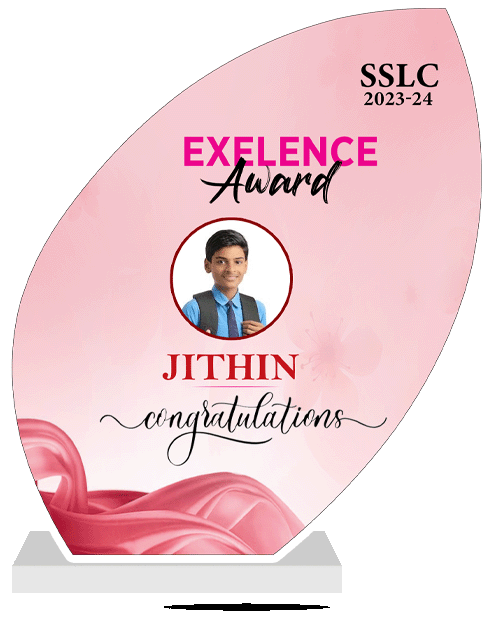 SSLC
2023-24
EXELENCE
Award
JITHIN
congratulations